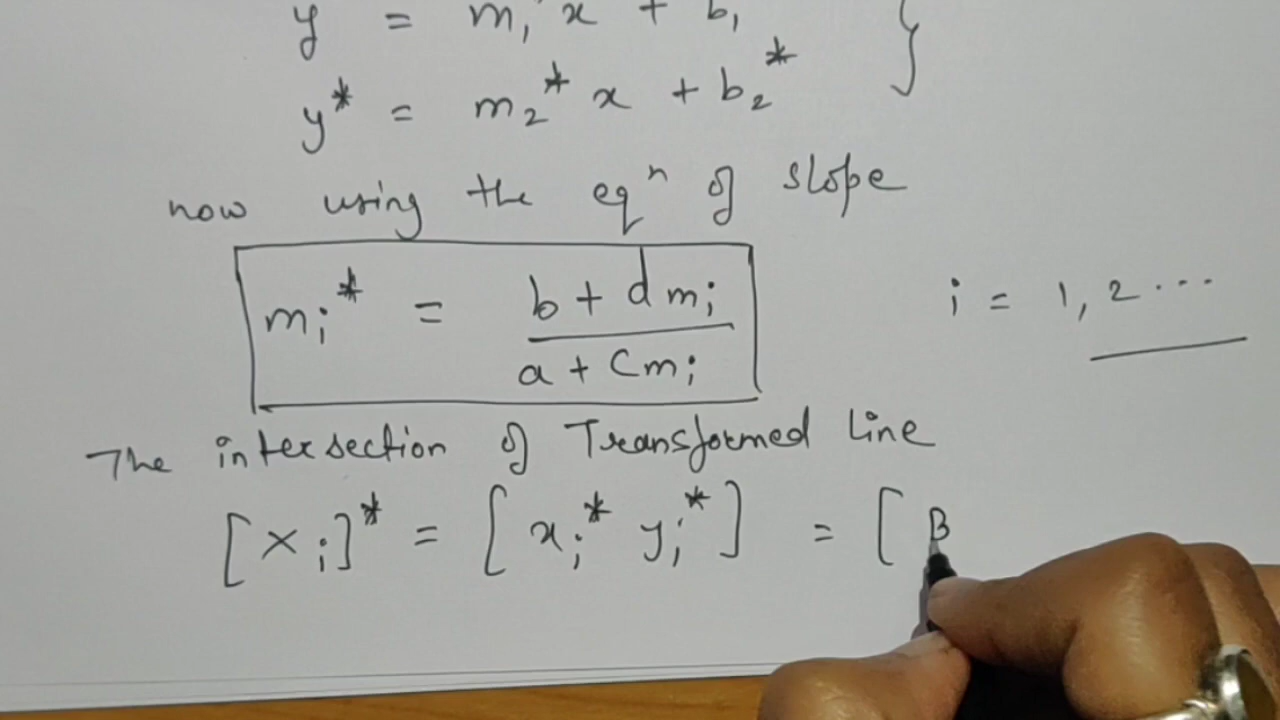 y = m₁ x + b₁ }
y* = m₂* x + b₂*
now using the eqⁿ of slope
mᵢ* = (b + d mᵢ) / (a + c mᵢ) i = 1, 2 ...
The intersection of Transformed line
[Xᵢ]* = [xᵢ* yᵢ*] = [ B